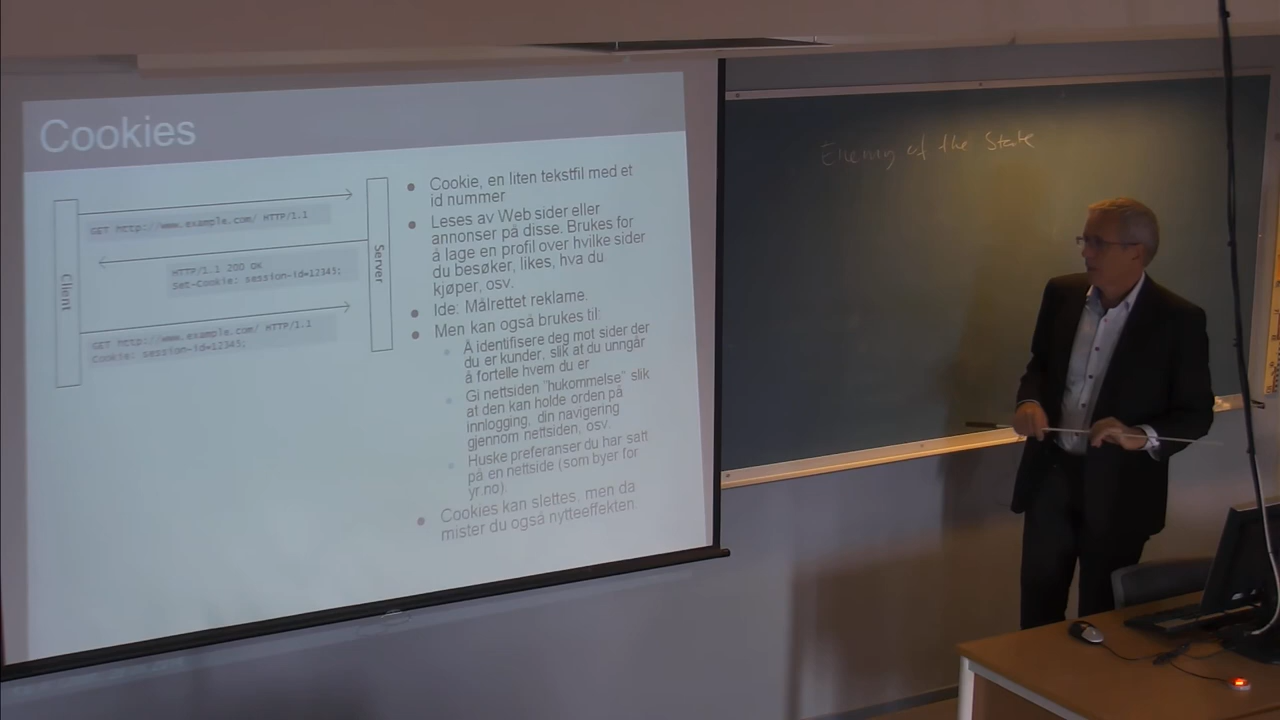 Cookies
Client
GET http://www.example.com/ HTTP/1.1
HTTP/1.1 200 OK
Set-Cookie: session-id=12345;
GET http://www.example.com/ HTTP/1.1
Cookie: session-id=12345;
Server
Cookie, en liten tekstfil med et
id nummer
Leses av Web sider eller
annonser på disse. Brukes for
å lage en profil over hvilke sider
du besøker, likes, hva du
kjøper, osv.
Ide: Målrettet reklame.
Men kan også brukes til:
Å identifisere deg mot sider der
du er kunder, slik at du unngår
å fortelle hvem du er
Gi nettsiden "hukommelse" slik
at den kan holde orden på
innlogging, din navigering
gjennom nettsiden, osv.
Huske preferanser du har satt
på en nettside (som byer for
yr.no).
Cookies kan slettes, men da
mister du også nytteeffekten.
Enemy of the State